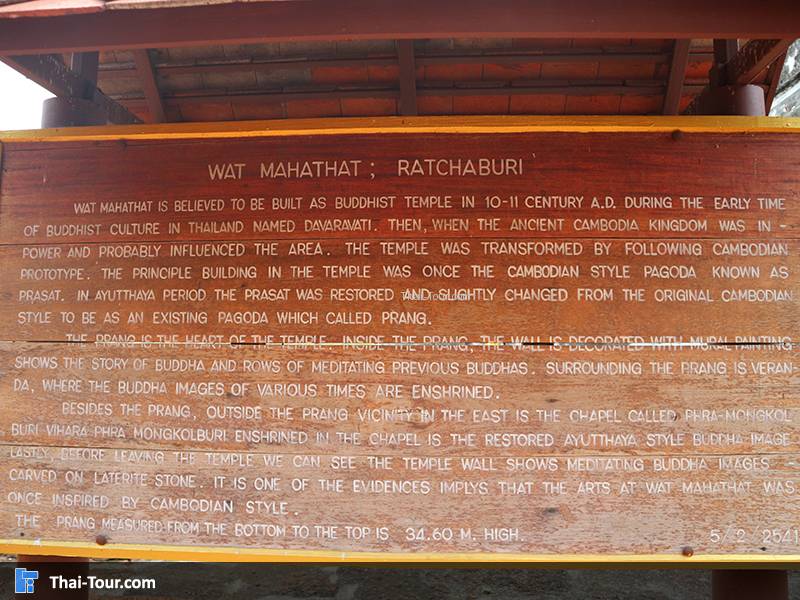 WAT MAHATHAT ; RATCHABURI
WAT MAHATHAT IS BELIEVED TO BE BUILT AS BUDDHIST TEMPLE IN 10-11 CENTURY A.D. DURING THE EARLY TIME
OF BUDDHIST CULTURE IN THAILAND NAMED DAVARAVATI. THEN, WHEN THE ANCIENT CAMBODIA KINGDOM WAS IN -
POWER AND PROBABLY INFLUENCED THE AREA. THE TEMPLE WAS TRANSFORMED BY FOLLOWING CAMBODIAN
PROTOTYPE. THE PRINCIPLE BUILDING IN THE TEMPLE WAS ONCE THE CAMBODIAN STYLE PAGODA KNOWN AS
PRASAT. IN AYUTTHAYA PERIOD THE PRASAT WAS RESTORED AND SLIGHTLY CHANGED FROM THE ORIGINAL CAMBODIAN
STYLE TO BE AS AN EXISTING PAGODA WHICH CALLED PRANG.
THE PRANG IS THE HEART OF THE TEMPLE. INSIDE THE PRANG, THE WALL IS DECORATED WITH MURAL PAINTING
SHOWS THE STORY OF BUDDHA AND ROWS OF MEDITATING PREVIOUS BUDDHAS. SURROUNDING THE PRANG IS VERAN-
DA, WHERE THE BUDDHA IMAGES OF VARIOUS TIMES ARE ENSHRINED.
BESIDES THE PRANG, OUTSIDE THE PRANG VICINITY IN THE EAST IS THE CHAPEL CALLED PHRA-MONGKOL
BURI VIHARA PHRA MONGKOLBURI ENSHRINED IN THE CHAPEL IS THE RESTORED AYUTTHAYA STYLE BUDDHA IMAGE
LASTLY, BEFORE LEAVING THE TEMPLE WE CAN SEE THE TEMPLE WALL SHOWS MEDITATING BUDDHA IMAGES
CARVED ON LATERITE STONE. IT IS ONE OF THE EVIDENCES IMPLYS THAT THE ARTS AT WAT MAHATHAT WAS
ONCE INSPIRED BY CAMBODIAN STYLE.
THE PRANG MEASURED FROM THE BOTTOM TO THE TOP IS 34.60 M. HIGH.
5/2/2541
Thai-Tour.com
Thai-Tour.com